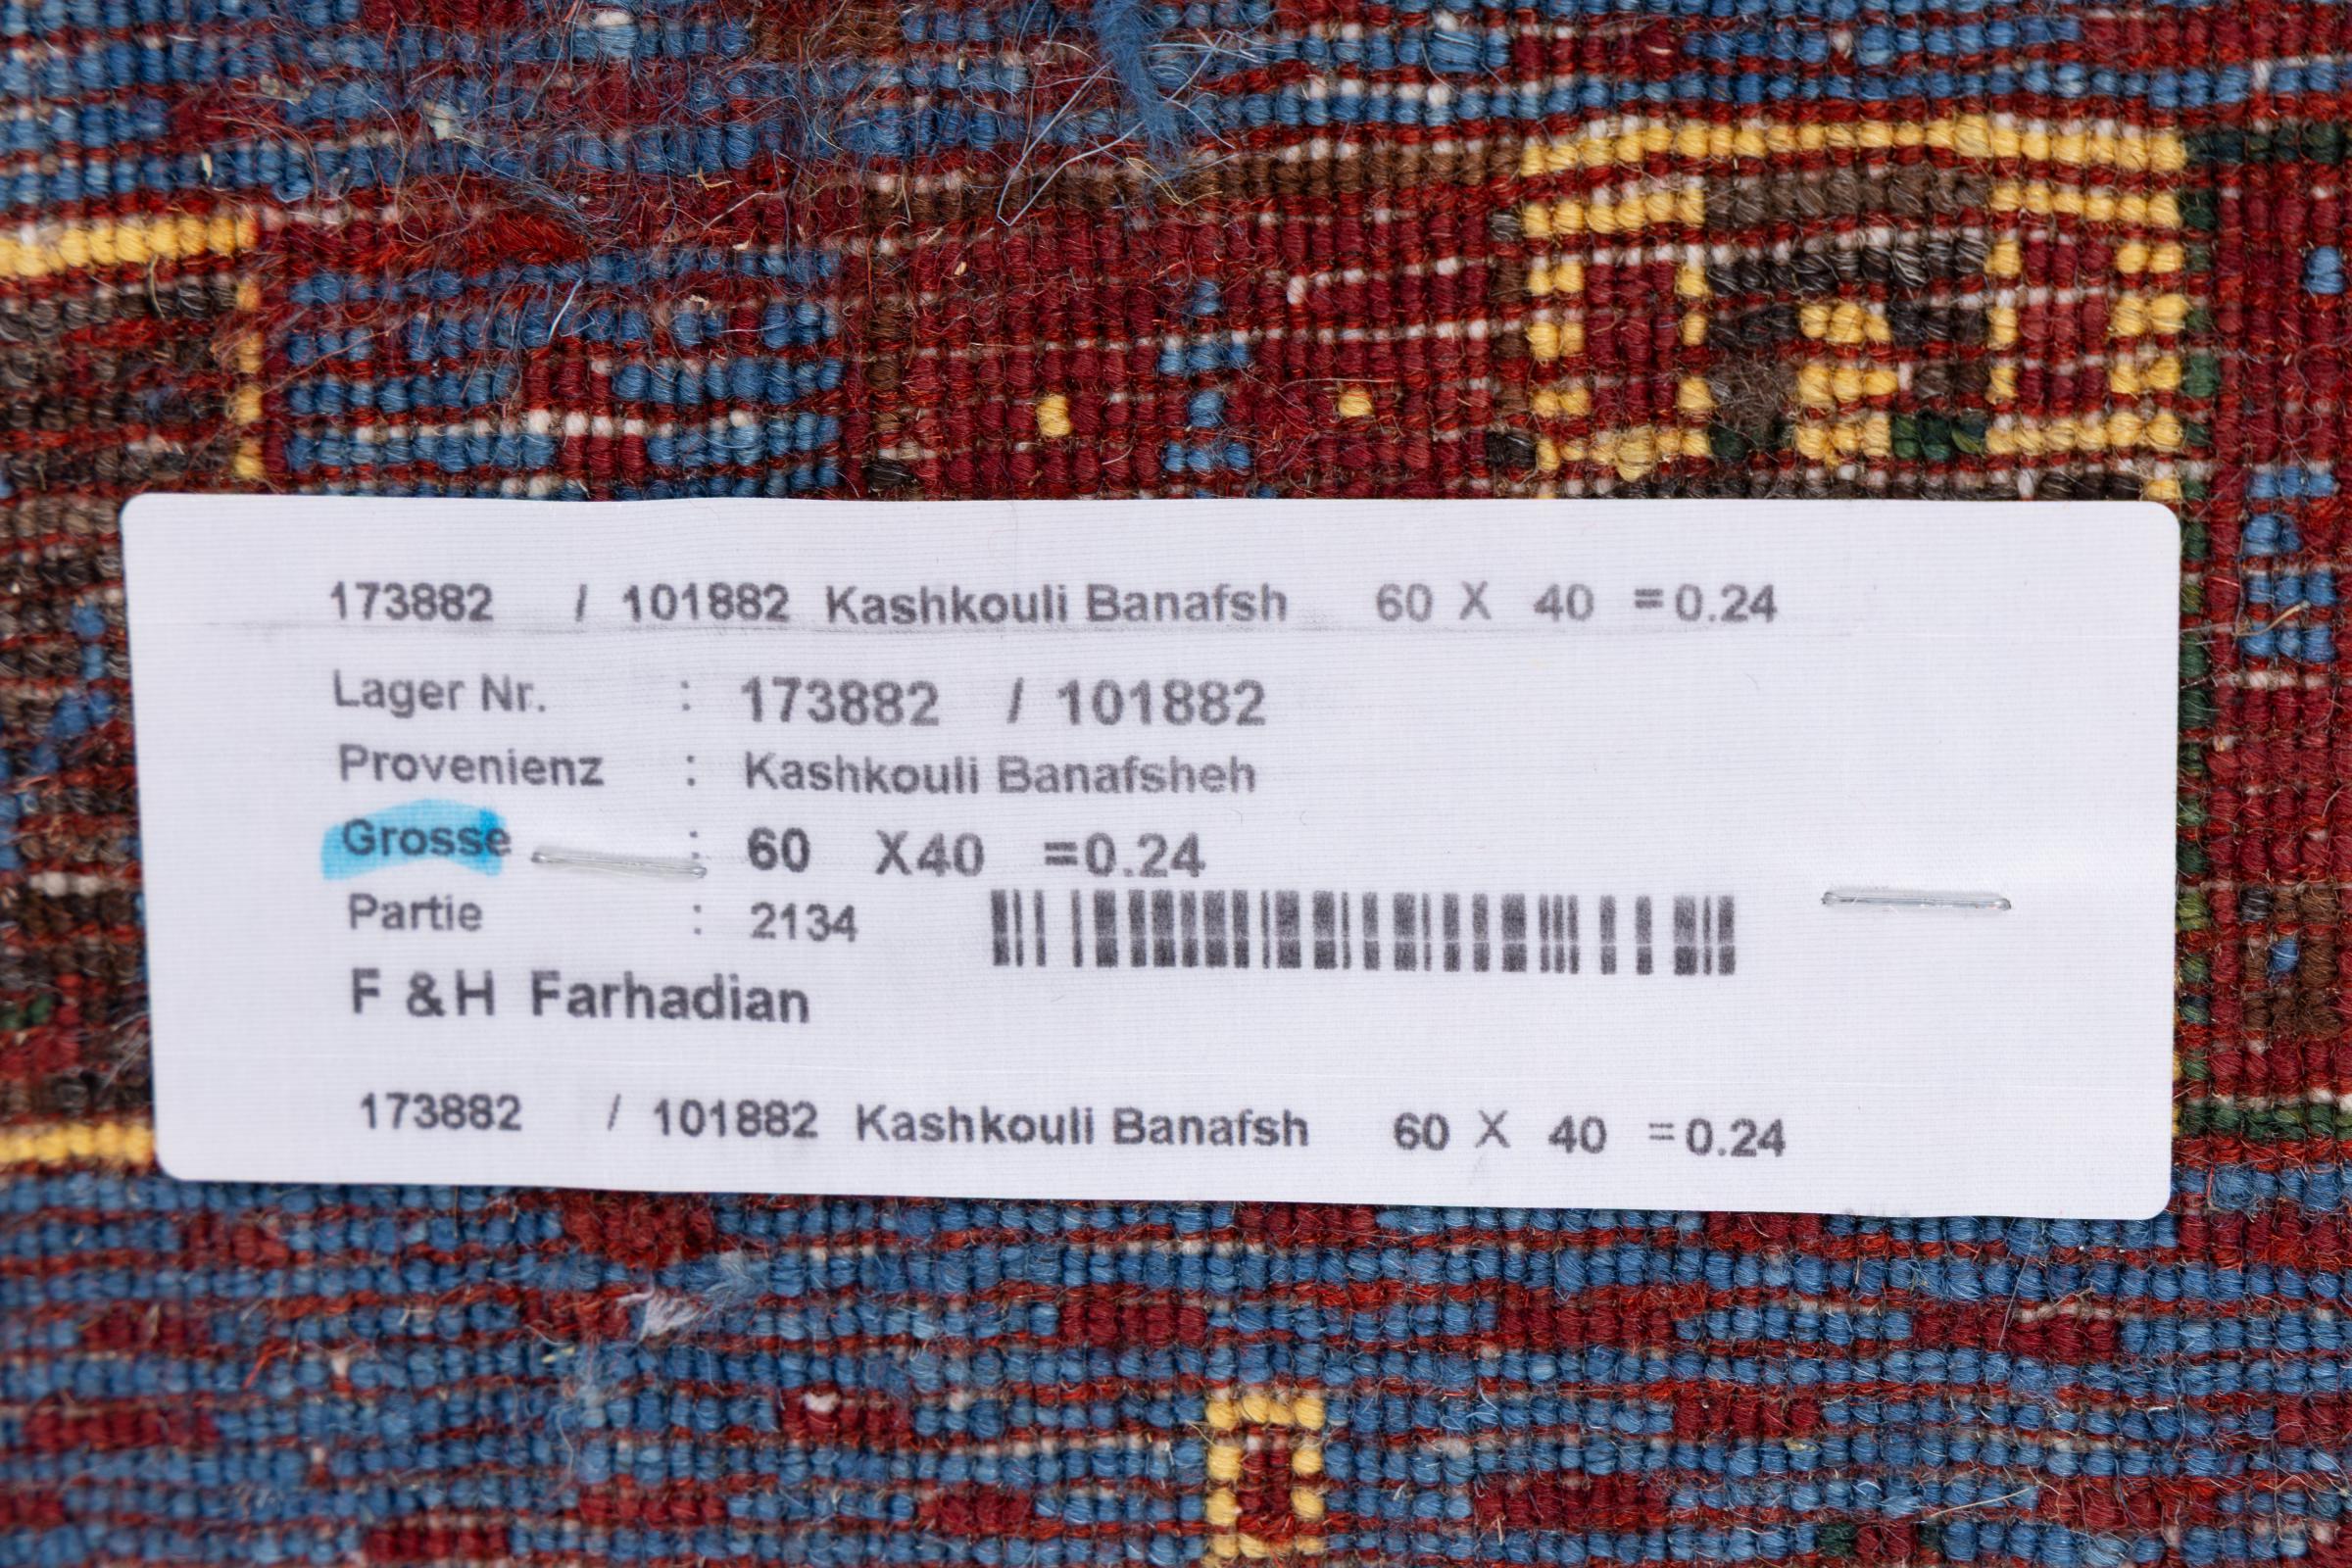 173882 / 101882 Kashkouli Banafsh 60 X 40 =0.24
Lager Nr. : 173882 / 101882
Provenienz : Kashkouli Banafsheh
Grosse : 60 X40 =0.24
Partie : 2134
F & H Farhadian
173882 / 101882 Kashkouli Banafsh 60 X 40 =0.24